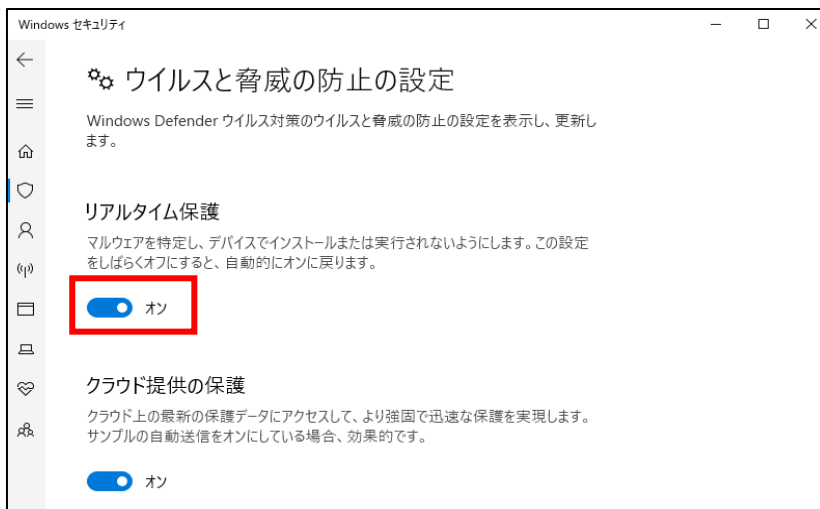 Windows セキュリティ
ウイルスと脅威の防止の設定
Windows Defender ウイルス対策のウイルスと脅威の防止の設定を表示し、更新し
ます。
リアルタイム保護
マルウェアを特定し、デバイスでインストールまたは実行されないようにします。この設定
をしばらくオフにすると、自動的にオンに戻ります。
オン
クラウド提供の保護
クラウド上の最新の保護データにアクセスして、より強固で迅速な保護を実現します。
サンプルの自動送信をオンにしている場合、効果的です。
オン